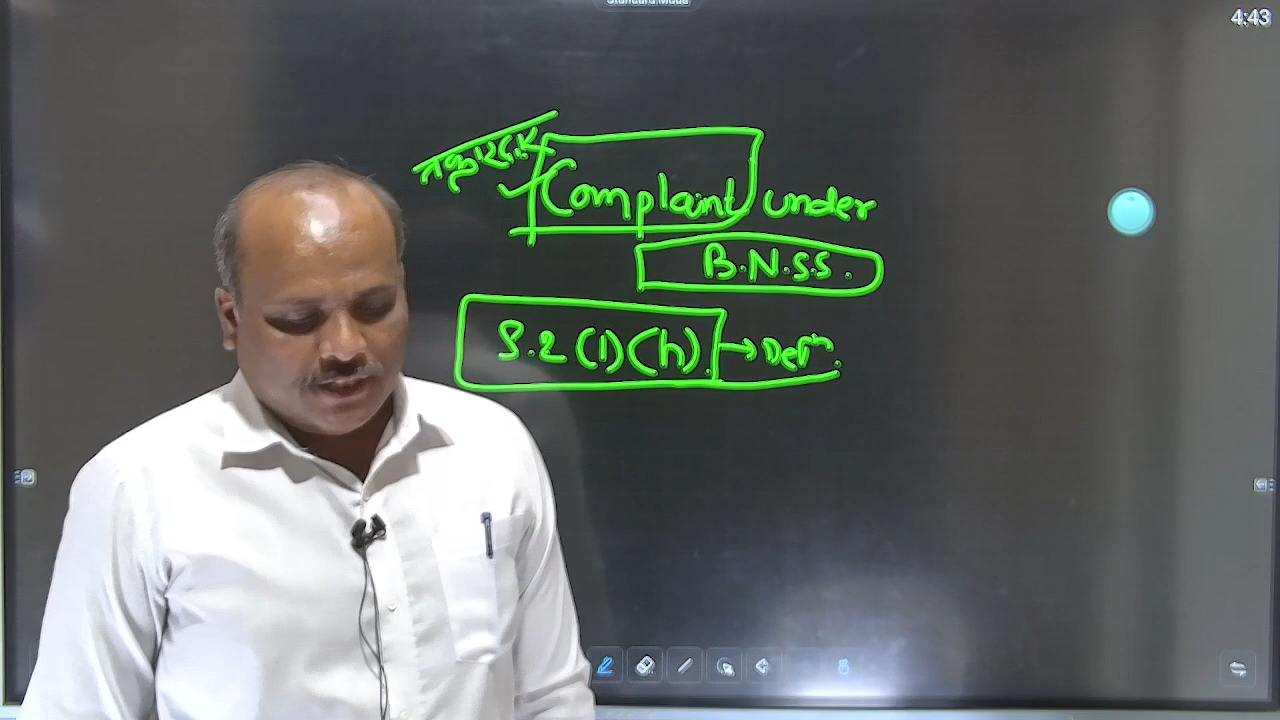 4:43
Complaint under
B.N.S.S.
S.2(1)(h) → Defⁿ.